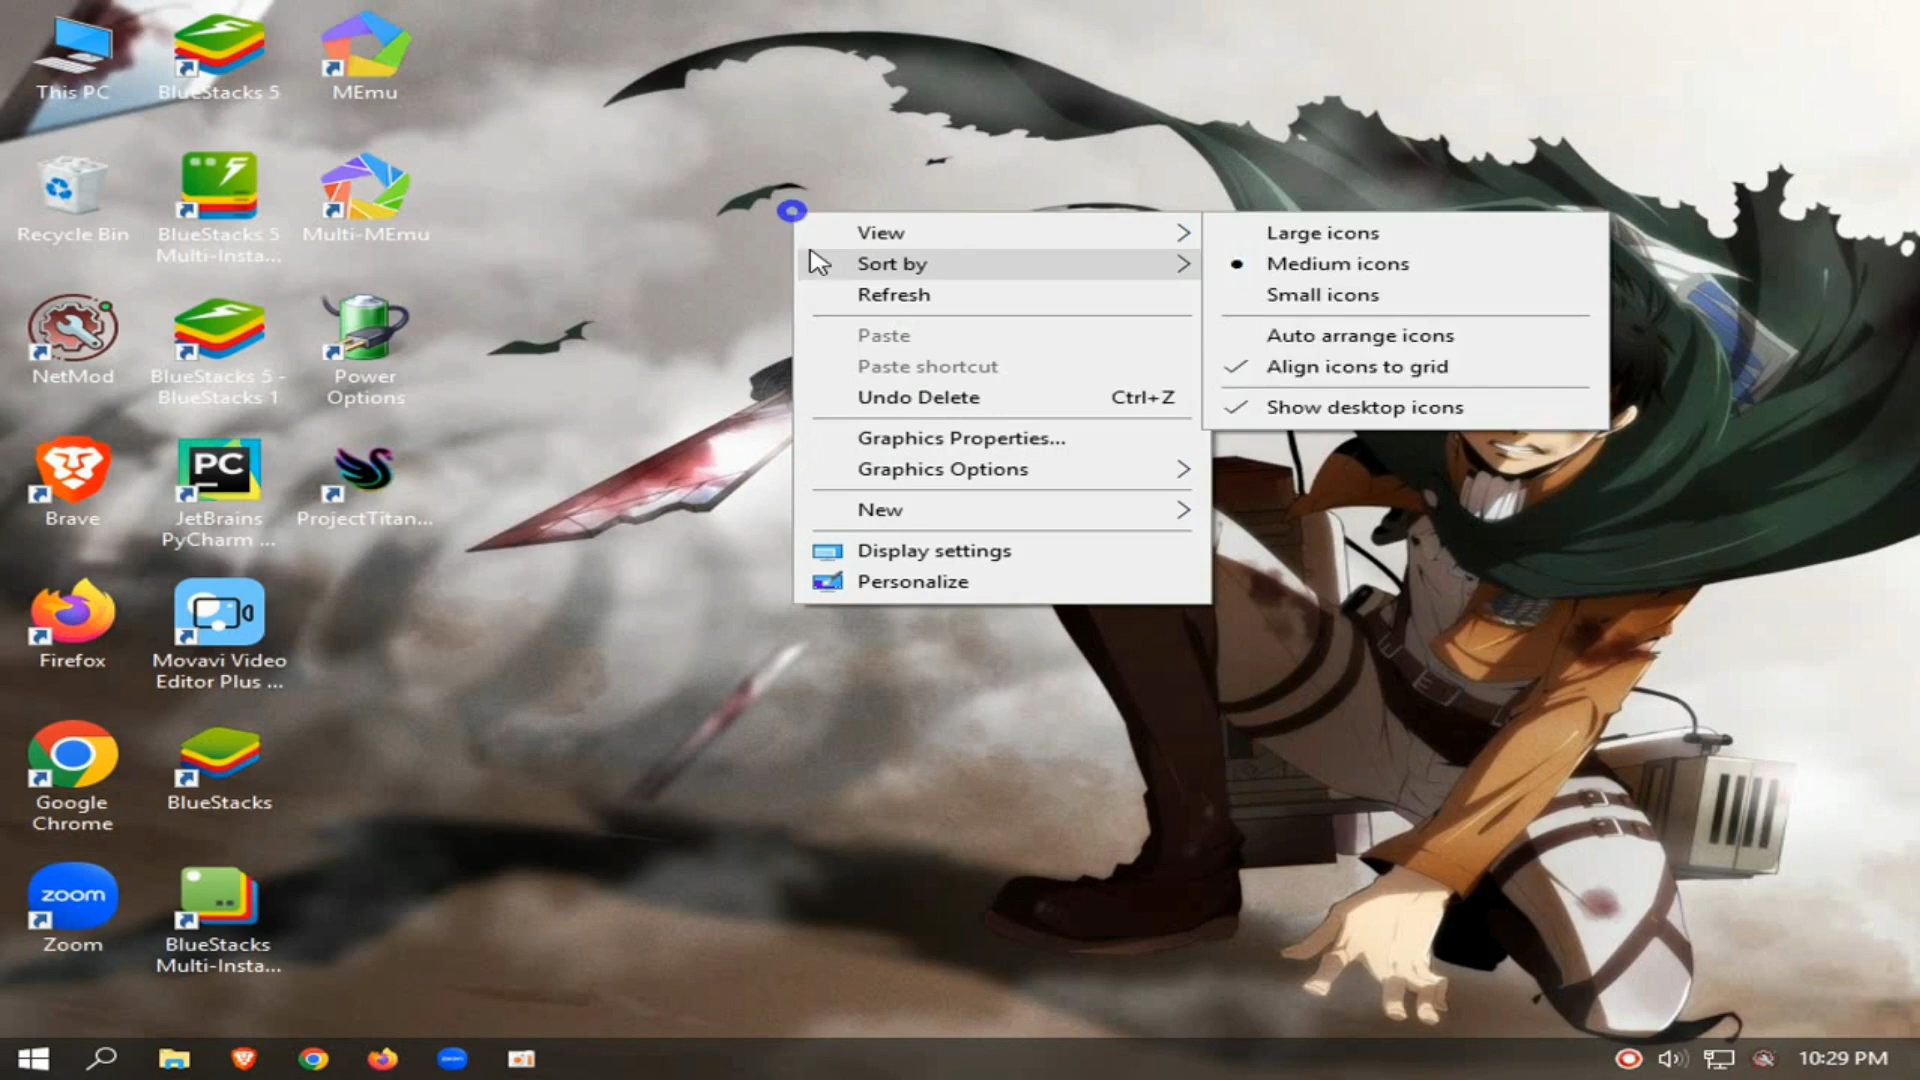 This PC
BlueStacks 5
MEmu
Recycle Bin
BlueStacks 5
Multi-Insta...
Multi-MEmu
NetMod
BlueStacks 5 -
BlueStacks 1
Power
Options
Brave
PC
JetBrains
PyCharm ...
ProjectTitan...
Firefox
Movavi Video
Editor Plus ...
Google
Chrome
BlueStacks
zoom
Zoom
BlueStacks
Multi-Insta...
View
Sort by
Refresh
Paste
Paste shortcut
Undo Delete Ctrl+Z
Graphics Properties...
Graphics Options
New
Display settings
Personalize
Large icons
Medium icons
Small icons
Auto arrange icons
Align icons to grid
Show desktop icons
zoom
10:29 PM